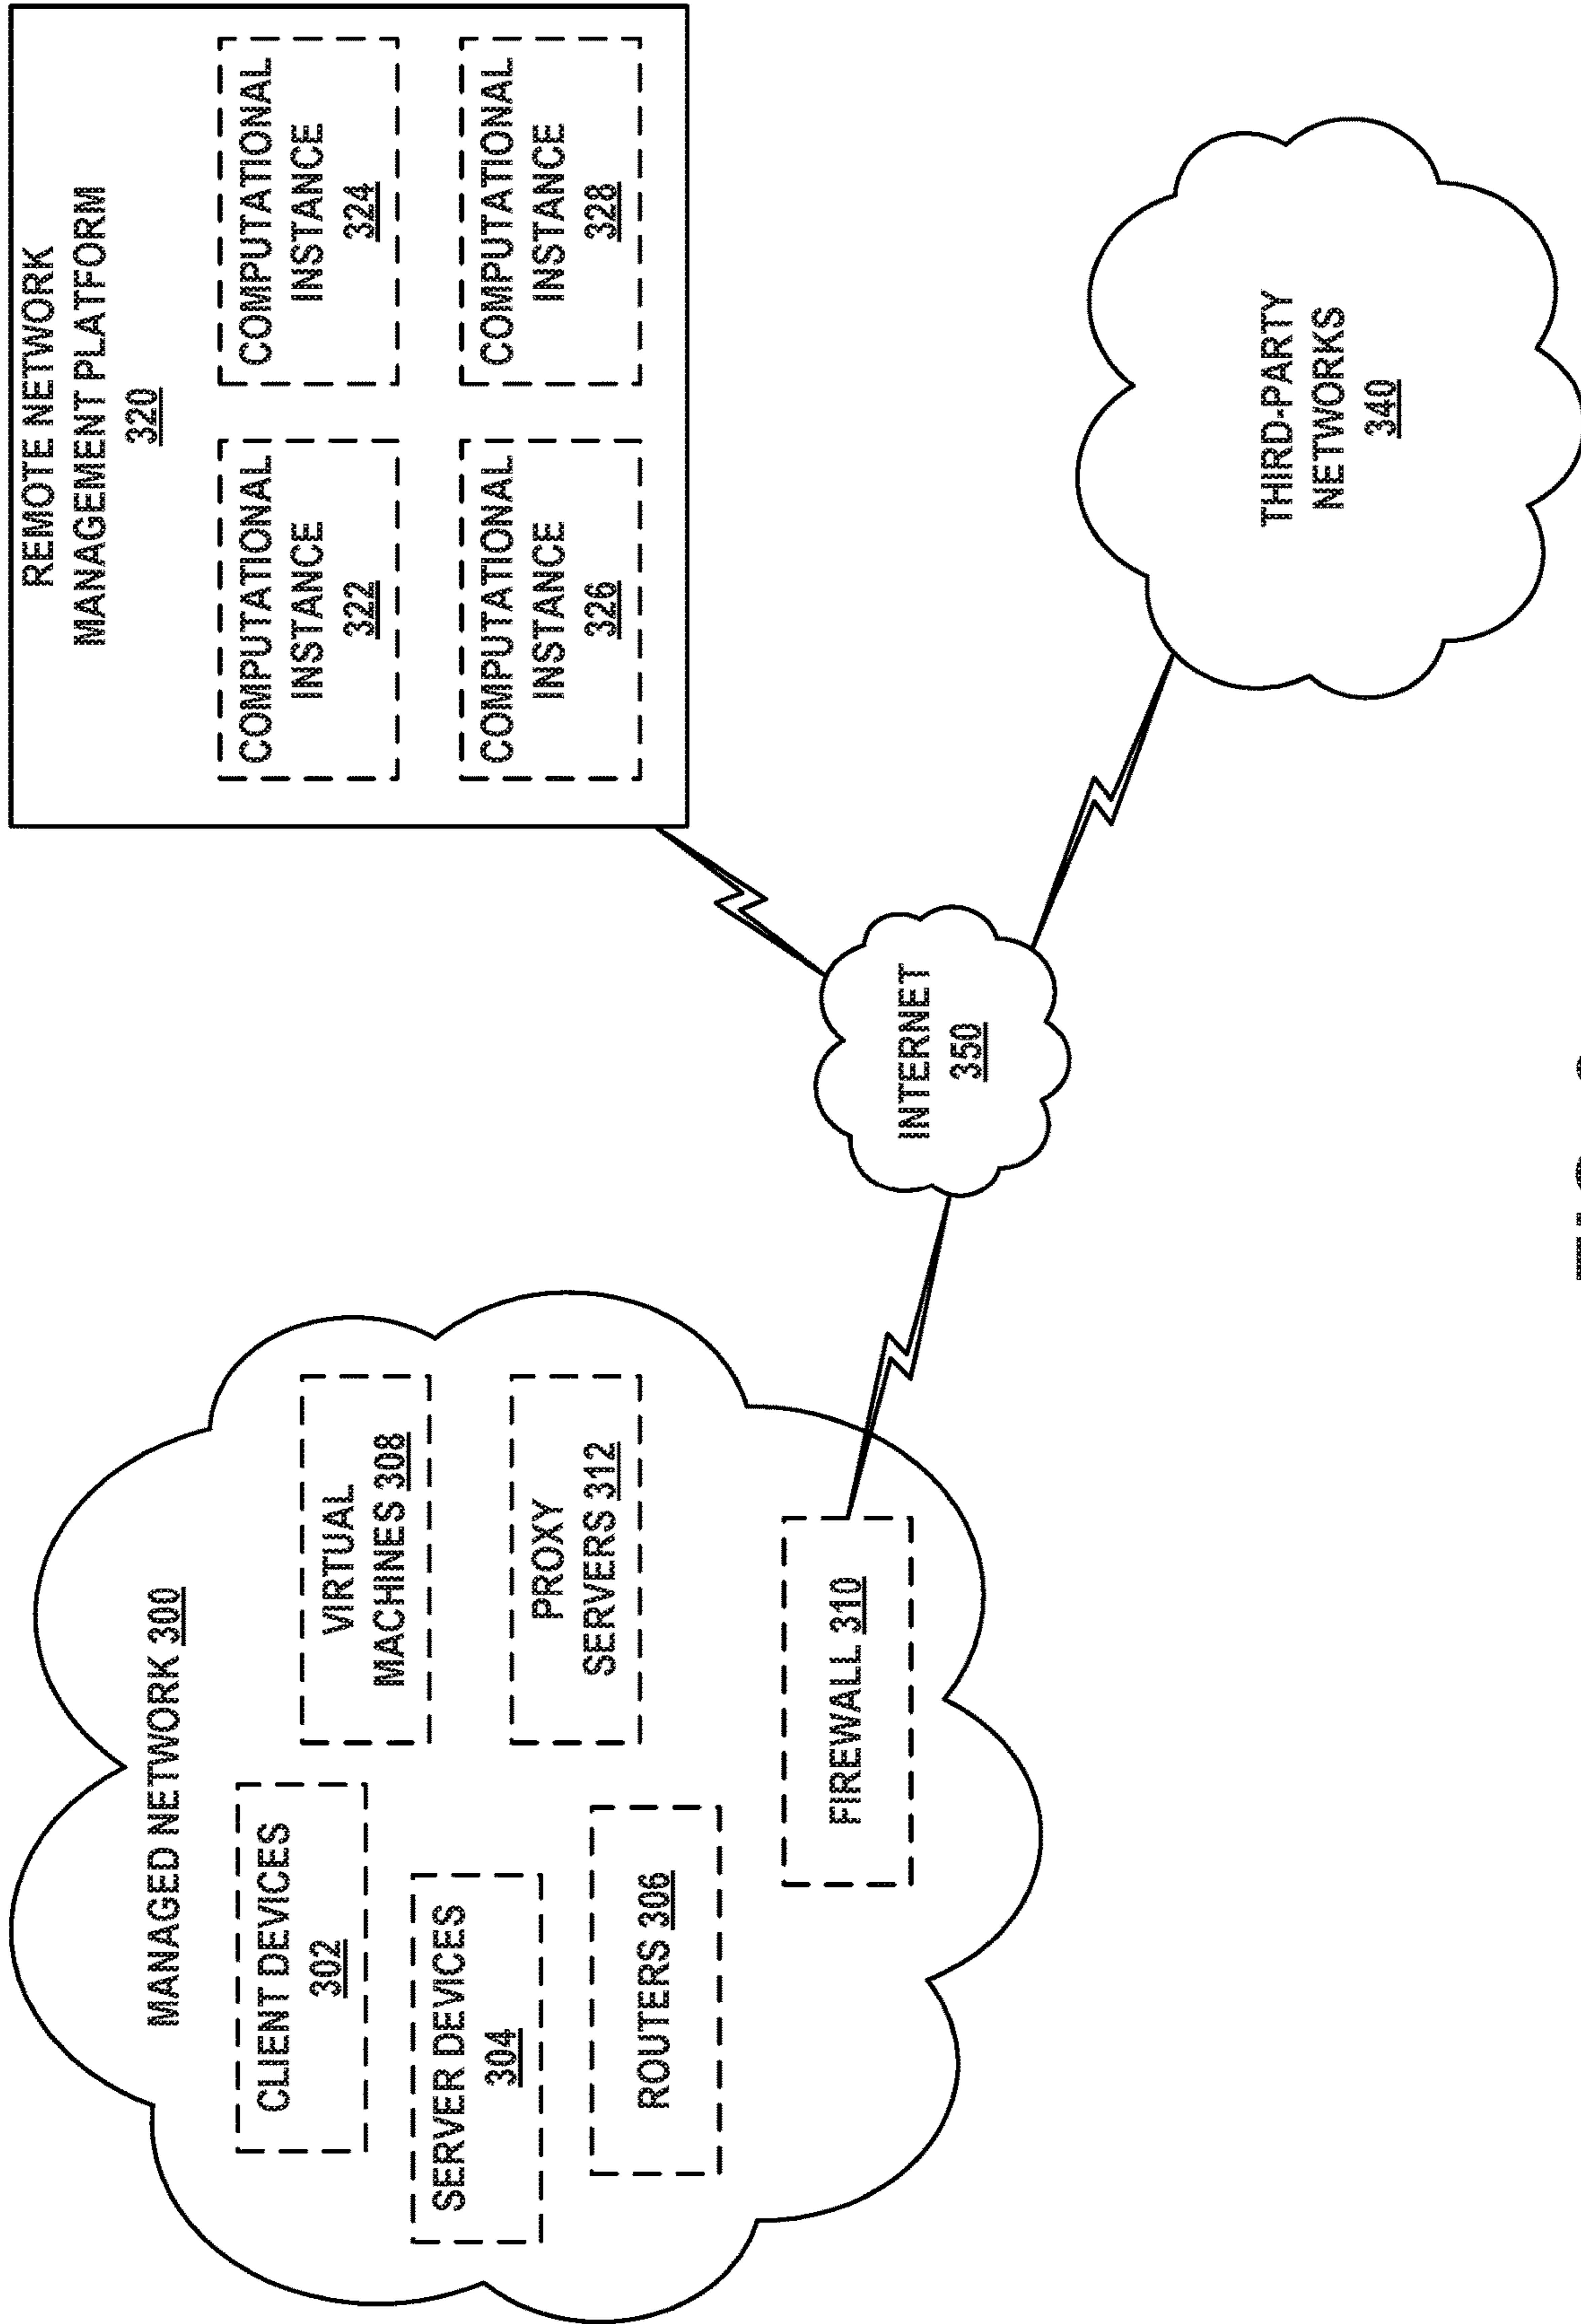 MANAGED NETWORK 300
CLIENT DEVICES
302
SERVER DEVICES
304
ROUTERS 306
VIRTUAL
MACHINES 308
PROXY
SERVERS 312
FIREWALL 310
INTERNET
350
REMOTE NETWORK
MANAGEMENT PLATFORM
320
COMPUTATIONAL
INSTANCE
322
COMPUTATIONAL
INSTANCE
324
COMPUTATIONAL
INSTANCE
326
COMPUTATIONAL
INSTANCE
328
THIRD-PARTY
NETWORKS
340